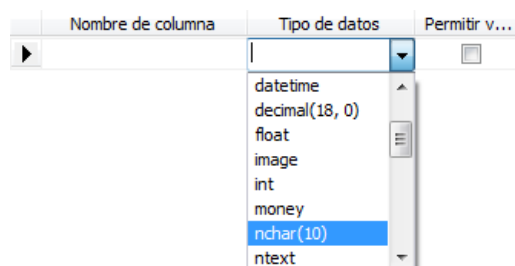 Nombre de columna Tipo de datos Permitir v...
datetime
decimal(18, 0)
float
image
int
money
nchar(10)
ntext